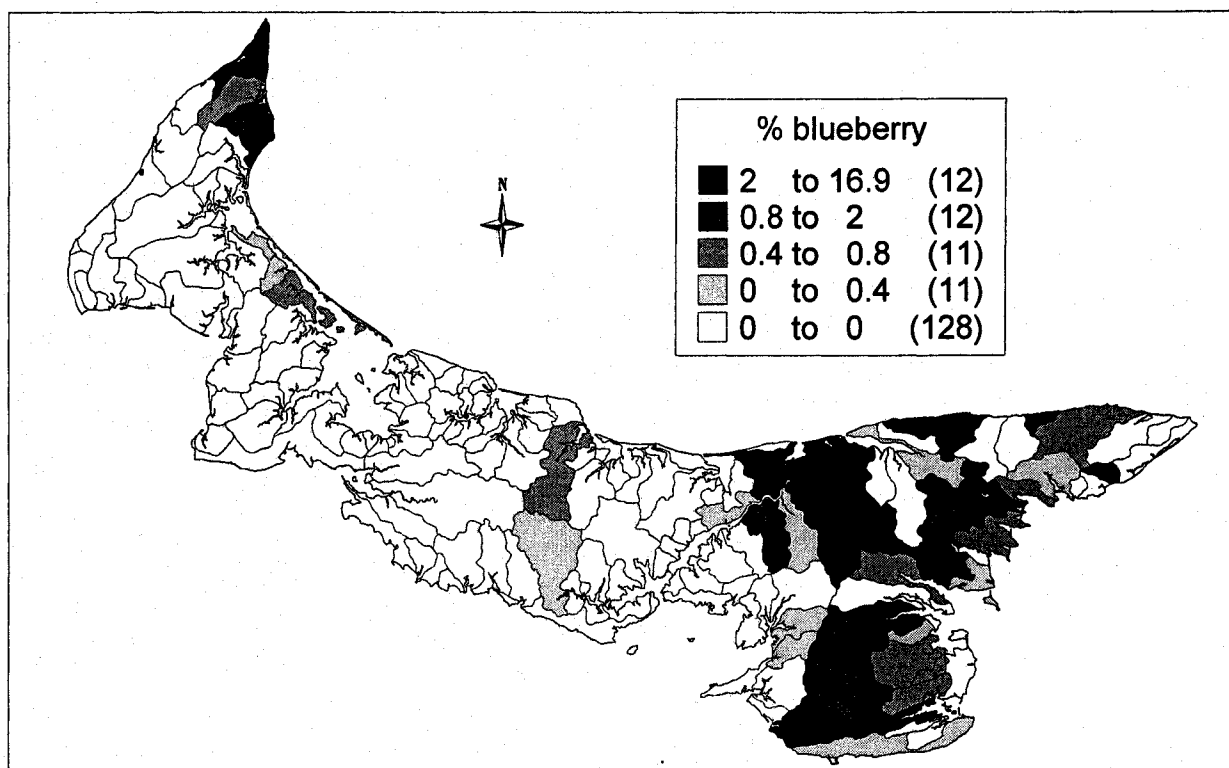 % blueberry
N
2 to 16.9 (12)
0.8 to 2 (12)
0.4 to 0.8 (11)
0 to 0.4 (11)
0 to 0 (128)